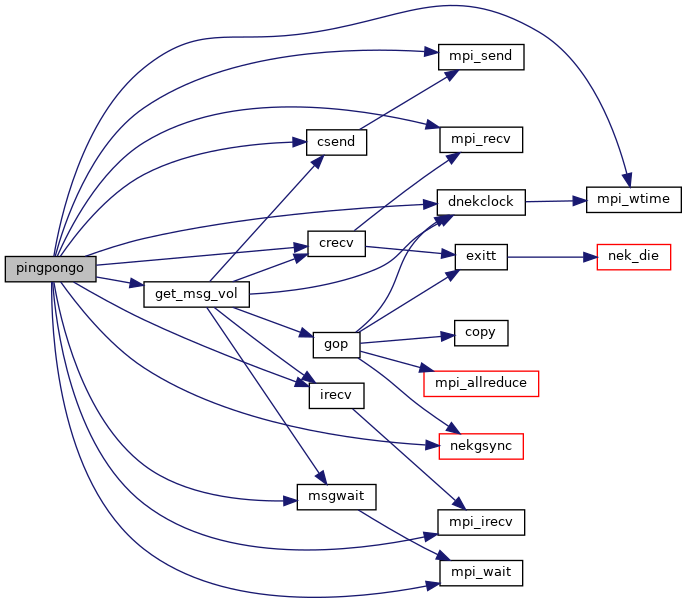 mpi_send
mpi_recv
csend
mpi_wtime
dnekclock
crecv
exitt
nek_die
pingpongo
get_msg_vol
copy
gop
mpi_allreduce
irecv
nekgsync
msgwait
mpi_irecv
mpi_wait